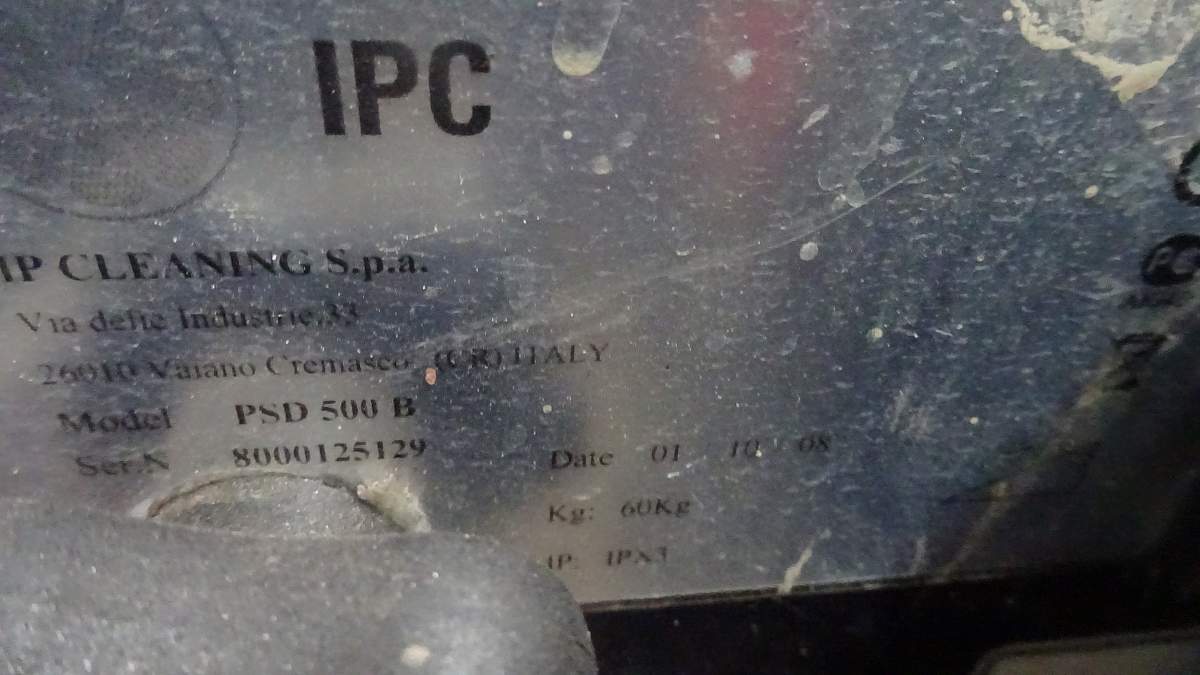 IPC
IP CLEANING S.p.a.
Via delle Industrie,33
26010 Vaiano Cremasco (CR) ITALY
Model PSD 500 B
Ser.N 8000125129
Date 01 10 08
Kg: 60Kg
IP: IPX3